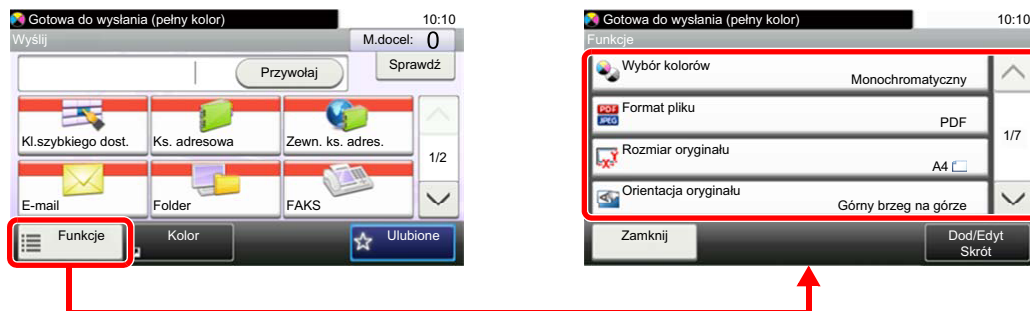 Gotowa do wysłania (pełny kolor)
10:10
Wyślij
M.docel: 0
Przywołaj
Sprawdź
Kl.szybkiego dost.
Ks. adresowa
Zewn. ks. adres.
1/2
E-mail
Folder
FAKS
Funkcje
Kolor
Ulubione
Gotowa do wysłania (pełny kolor)
10:10
Funkcje
Wybór kolorów
Monochromatyczny
PDF
JPEG
Format pliku
PDF
1/7
Rozmiar oryginału
A4
Orientacja oryginału
Górny brzeg na górze
Zamknij
Dod/Edyt
Skrót